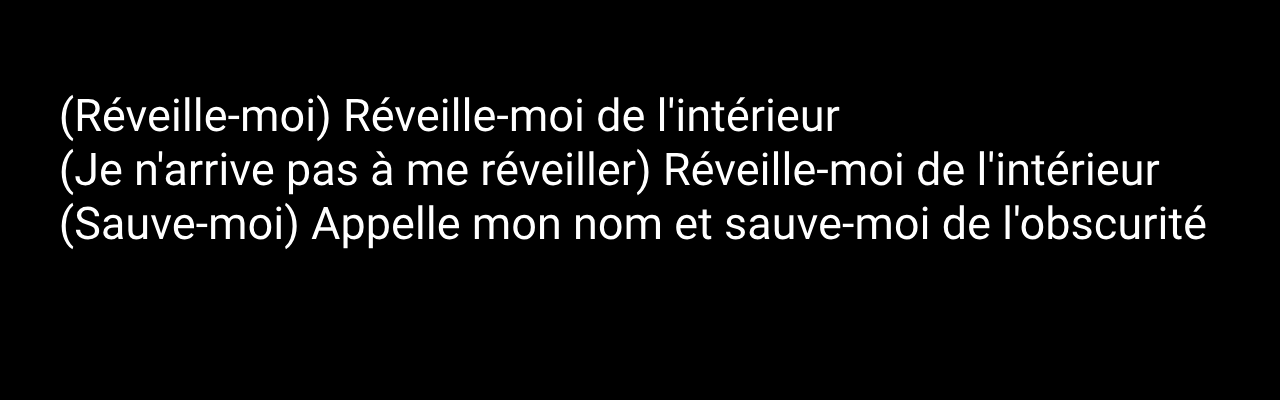 (Réveille-moi) Réveille-moi de l'intérieur
(Je n'arrive pas à me réveiller) Réveille-moi de l'intérieur
(Sauve-moi) Appelle mon nom et sauve-moi de l'obscurité